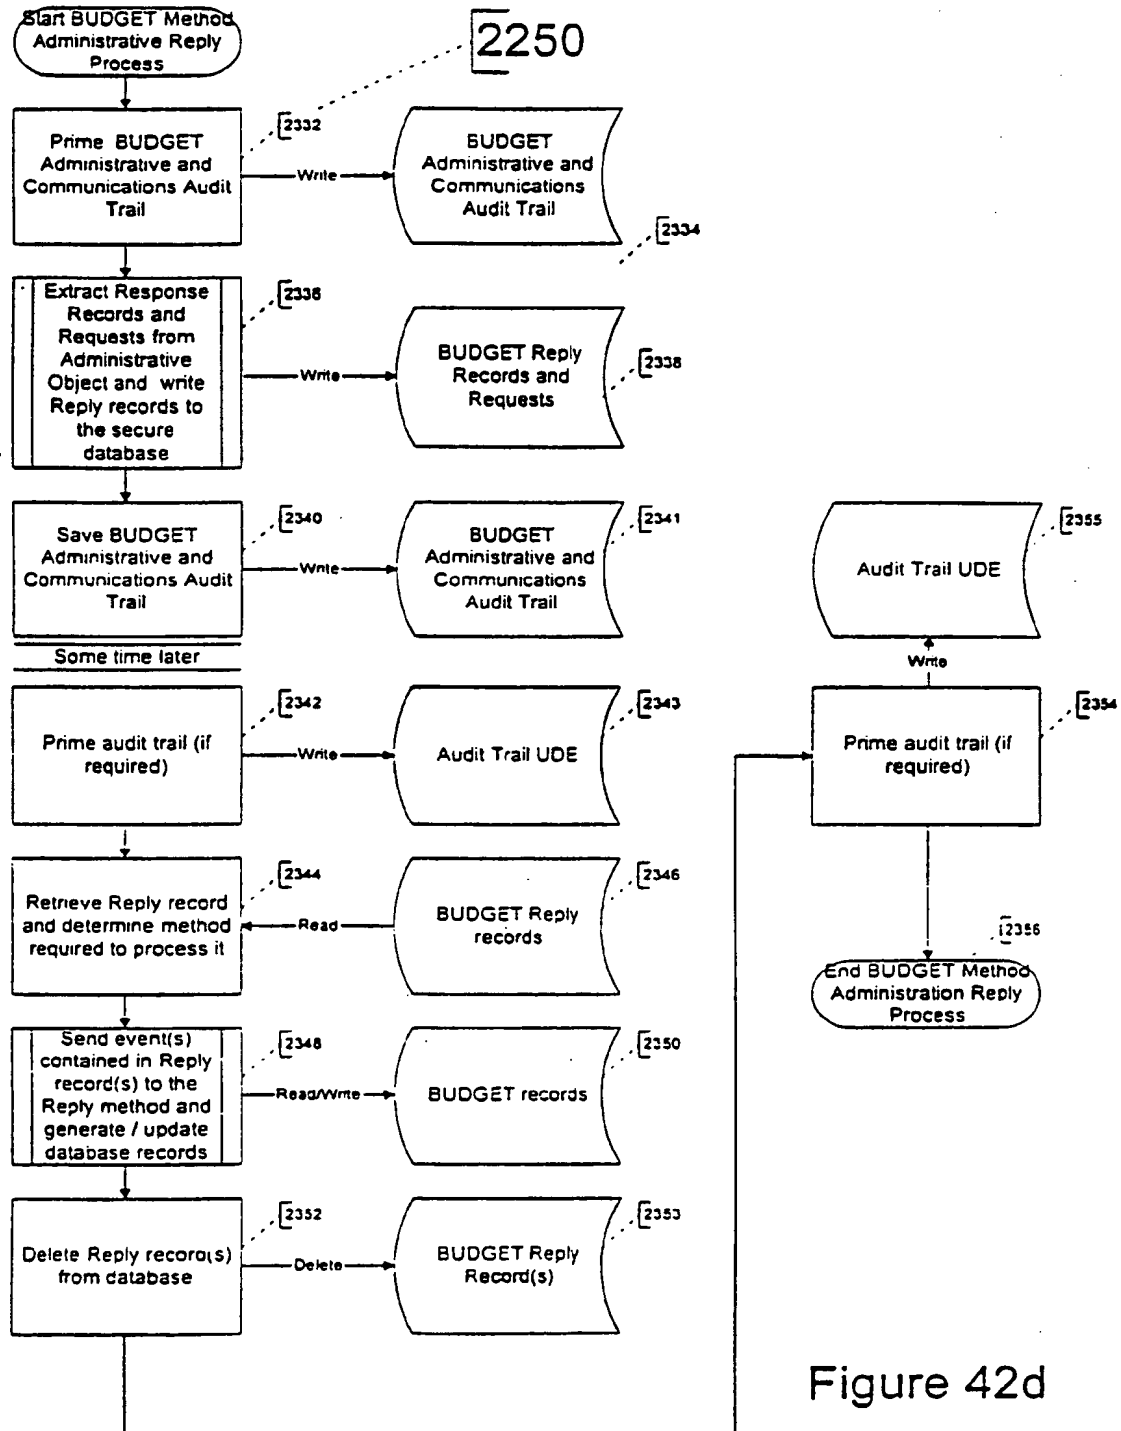 Start BUDGET Method
Administrative Reply
Process
2250
2332
Prime BUDGET
Administrative and
Communications Audit
Trail
Write
BUDGET
Administrative and
Communications
Audit Trail
2334
2336
Extract Response
Records and
Requests from
Administrative
Object and write
Reply records to
the secure
database
Write
BUDGET Reply
Records and
Requests
2338
2340
Save BUDGET
Administrative and
Communications Audit
Trail
Write
BUDGET
Administrative and
Communications
Audit Trail
2341
Some time later
2342
Prime audit trail (if
required)
Write
Audit Trail UDE
2343
2344
Retrieve Reply record
and determine method
required to process it
Read
BUDGET Reply
records
2346
2348
Send event(s)
contained in Reply
record(s) to the
Reply method and
generate / update
database records
Read/Write
BUDGET records
2350
2352
Delete Reply record(s)
from database
Delete
BUDGET Reply
Record(s)
2353
2355
Audit Trail UDE
Write
2354
Prime audit trail (if
required)
2356
End BUDGET Method
Administration Reply
Process
Figure 42d